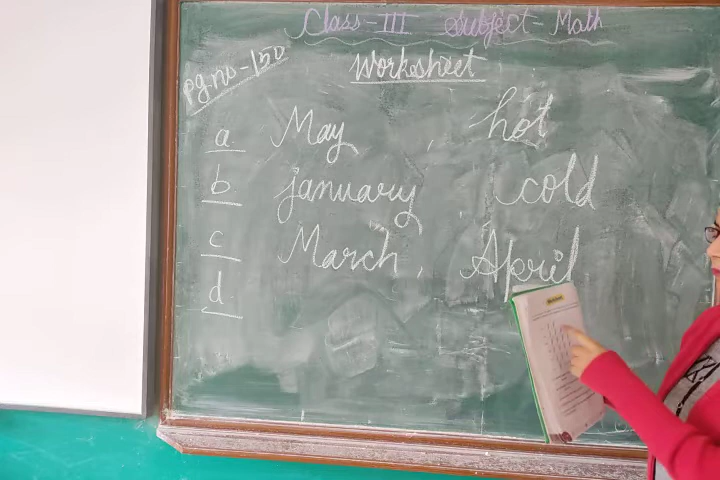 Class-III Subject-Math
Worksheet
pg.no-150
a. May, hot
b january cold
c March, April
d.